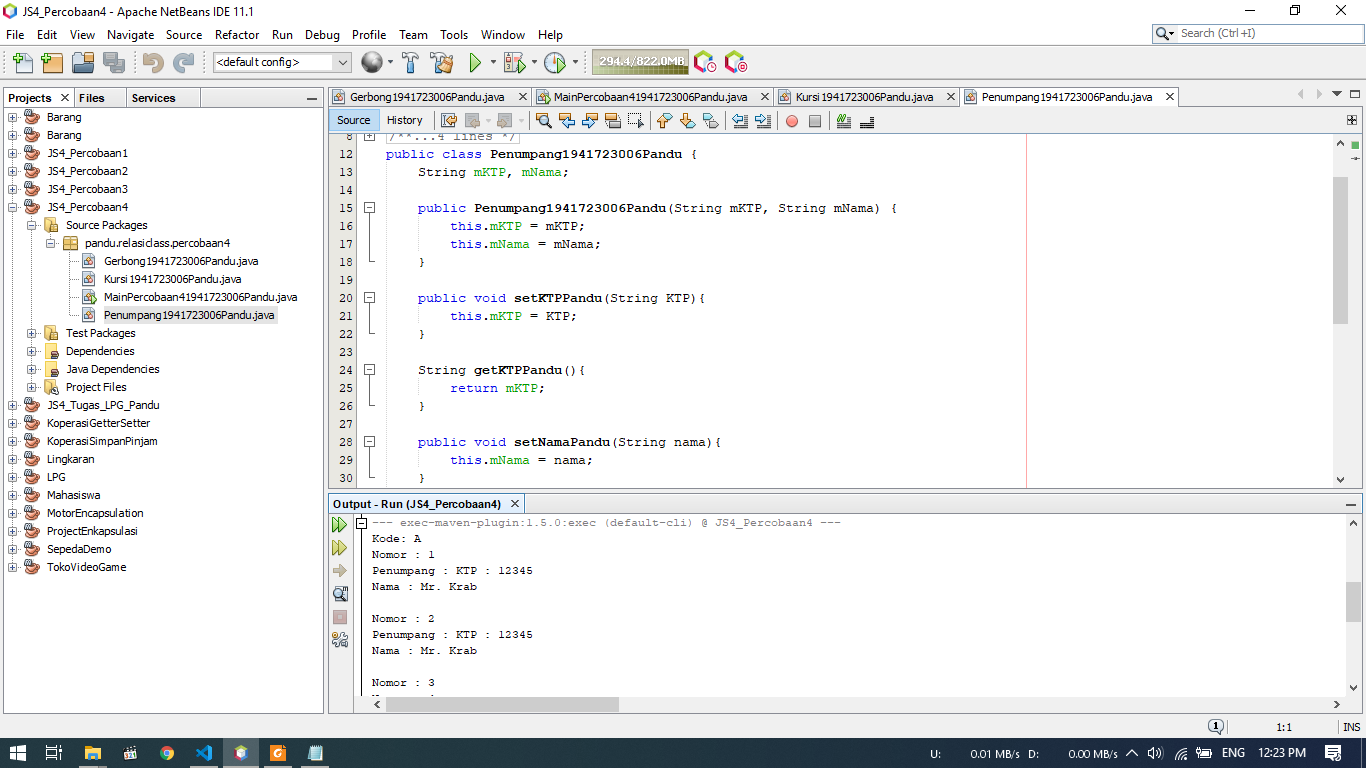 JS4_Percobaan4 - Apache NetBeans IDE 11.1
File Edit View Navigate Source Refactor Run Debug Profile Team Tools Window Help
Search (Ctrl+I)
<default config>
294.4/822.0MB
Projects Files Services
Barang
Barang
JS4_Percobaan1
JS4_Percobaan2
JS4_Percobaan3
JS4_Percobaan4
Source Packages
pandu.relasiclass.percobaan4
Gerbong1941723006Pandu.java
Kursi1941723006Pandu.java
MainPercobaan41941723006Pandu.java
Penumpang1941723006Pandu.java
Test Packages
Dependencies
Java Dependencies
Project Files
JS4_Tugas_LPG_Pandu
KoperasiGetterSetter
KoperasiSimpanPinjam
Lingkaran
LPG
Mahasiswa
MotorEncapsulation
ProjectEnkapsulasi
SepedaDemo
TokoVideoGame
Gerbong1941723006Pandu.java MainPercobaan41941723006Pandu.java Kursi1941723006Pandu.java Penumpang1941723006Pandu.java
Source History
8 /**...4 lines */
12 public class Penumpang1941723006Pandu {
13 String mKTP, mNama;
14
15 public Penumpang1941723006Pandu(String mKTP, String mNama) {
16 this.mKTP = mKTP;
17 this.mNama = mNama;
18 }
19
20 public void setKTPPandu(String KTP){
21 this.mKTP = KTP;
22 }
23
24 String getKTPPandu(){
25 return mKTP;
26 }
27
28 public void setNamaPandu(String nama){
29 this.mNama = nama;
30 }
Output - Run (JS4_Percobaan4)
--- exec-maven-plugin:1.5.0:exec (default-cli) @ JS4_Percobaan4 ---
Kode: A
Nomor : 1
Penumpang : KTP : 12345
Nama : Mr. Krab
Nomor : 2
Penumpang : KTP : 12345
Nama : Mr. Krab
Nomor : 3
1
1:1 INS
U: 0.01 MB/s D: 0.00 MB/s ENG 12:23 PM